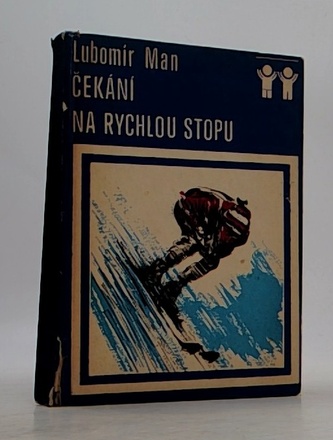 Lubomír Man
ČEKÁNÍ
NA RYCHLOU STOPU